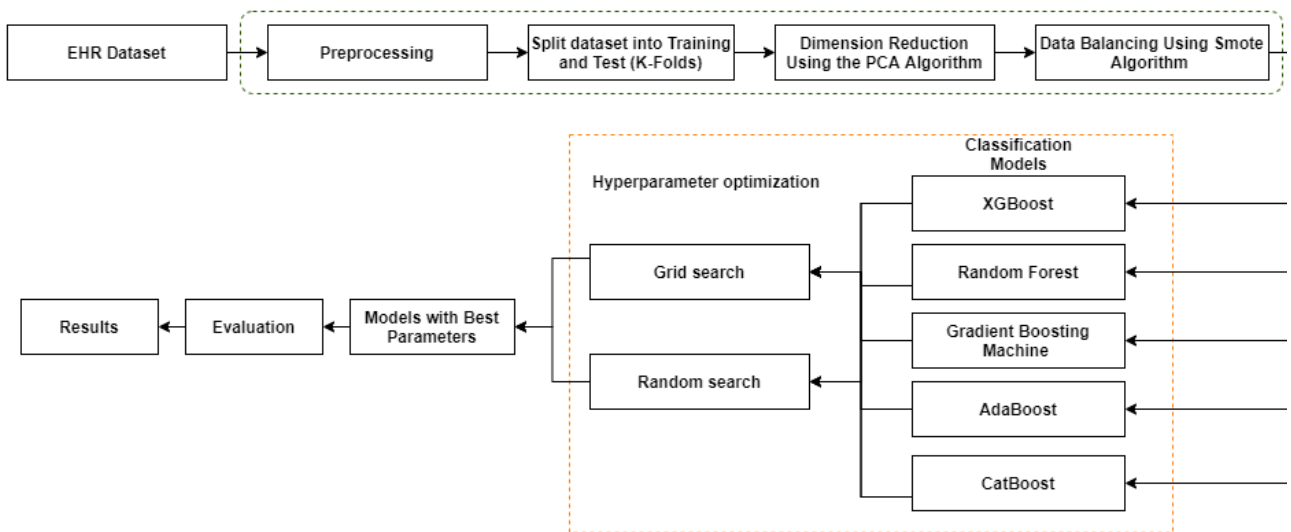 EHR Dataset
Preprocessing
Split dataset into Training
and Test (K-Folds)
Dimension Reduction
Using the PCA Algorithm
Data Balancing Using Smote
Algorithm
Classification
Models
Hyperparameter optimization
XGBoost
Grid search
Random Forest
Results
Evaluation
Models with Best
Parameters
Gradient Boosting
Machine
Random search
AdaBoost
CatBoost